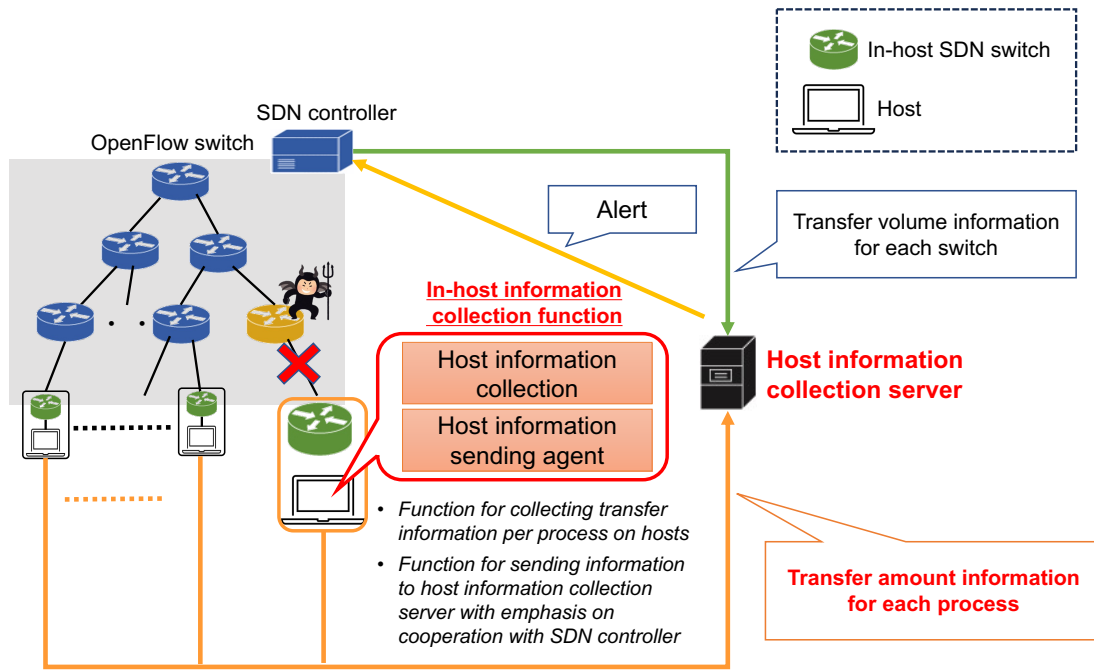 In-host SDN switch
Host
SDN controller
OpenFlow switch
Alert
Transfer volume information
for each switch
In-host information
collection function
Host information
collection
Host information
sending agent
Host information
collection server
• Function for collecting transfer
information per process on hosts
• Function for sending information
to host information collection
server with emphasis on
cooperation with SDN controller
Transfer amount information
for each process